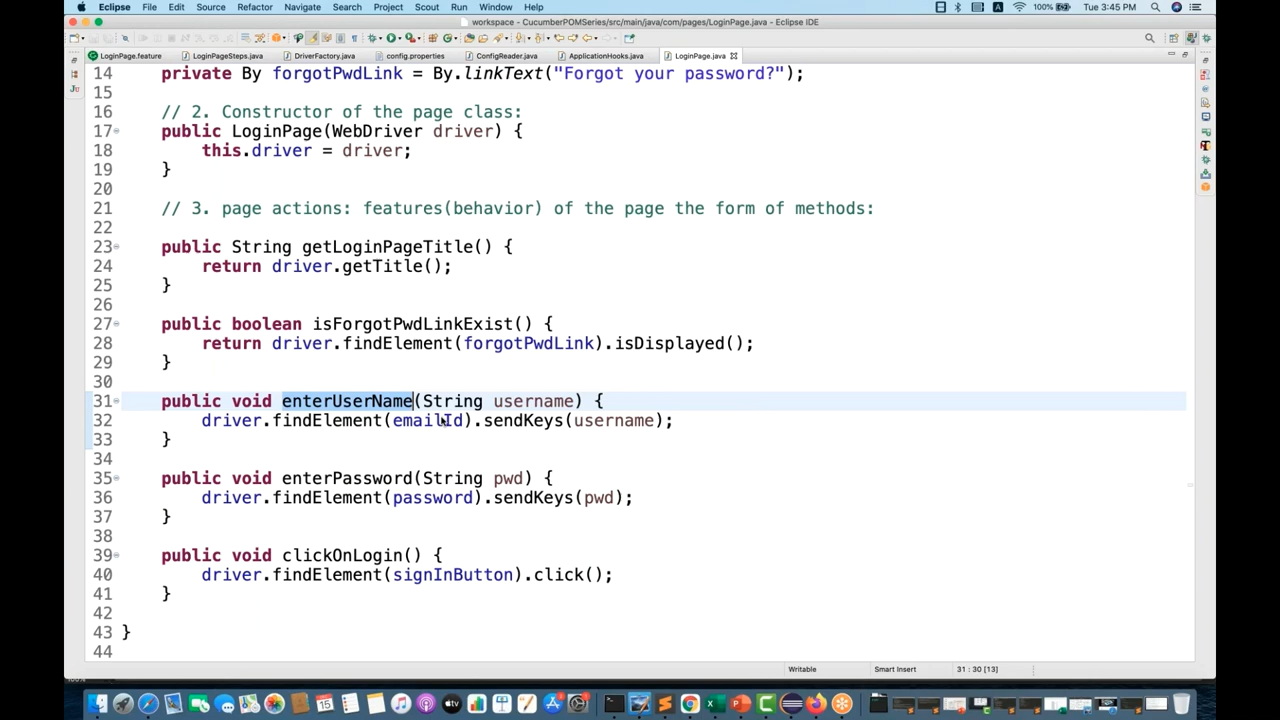 Eclipse File Edit Source Refactor Navigate Search Project Scout Run Window Help 100% Tue 3:45 PM
workspace - CucumberPOMSeries/src/main/java/com/pages/LoginPage.java - Eclipse IDE
LoginPage.feature LoginPageSteps.java DriverFactory.java config.properties ConfigReader.java ApplicationHooks.java LoginPage.java
14 private By forgotPwdLink = By.linkText("Forgot your password?");
15
16 // 2. Constructor of the page class:
17 public LoginPage(WebDriver driver) {
18 this.driver = driver;
19 }
20
21 // 3. page actions: features(behavior) of the page the form of methods:
22
23 public String getLoginPageTitle() {
24 return driver.getTitle();
25 }
26
27 public boolean isForgotPwdLinkExist() {
28 return driver.findElement(forgotPwdLink).isDisplayed();
29 }
30
31 public void enterUserName(String username) {
32 driver.findElement(emailId).sendKeys(username);
33 }
34
35 public void enterPassword(String pwd) {
36 driver.findElement(password).sendKeys(pwd);
37 }
38
39 public void clickOnLogin() {
40 driver.findElement(signInButton).click();
41 }
42
43 }
44
Writable Smart Insert 31 : 30 [13]